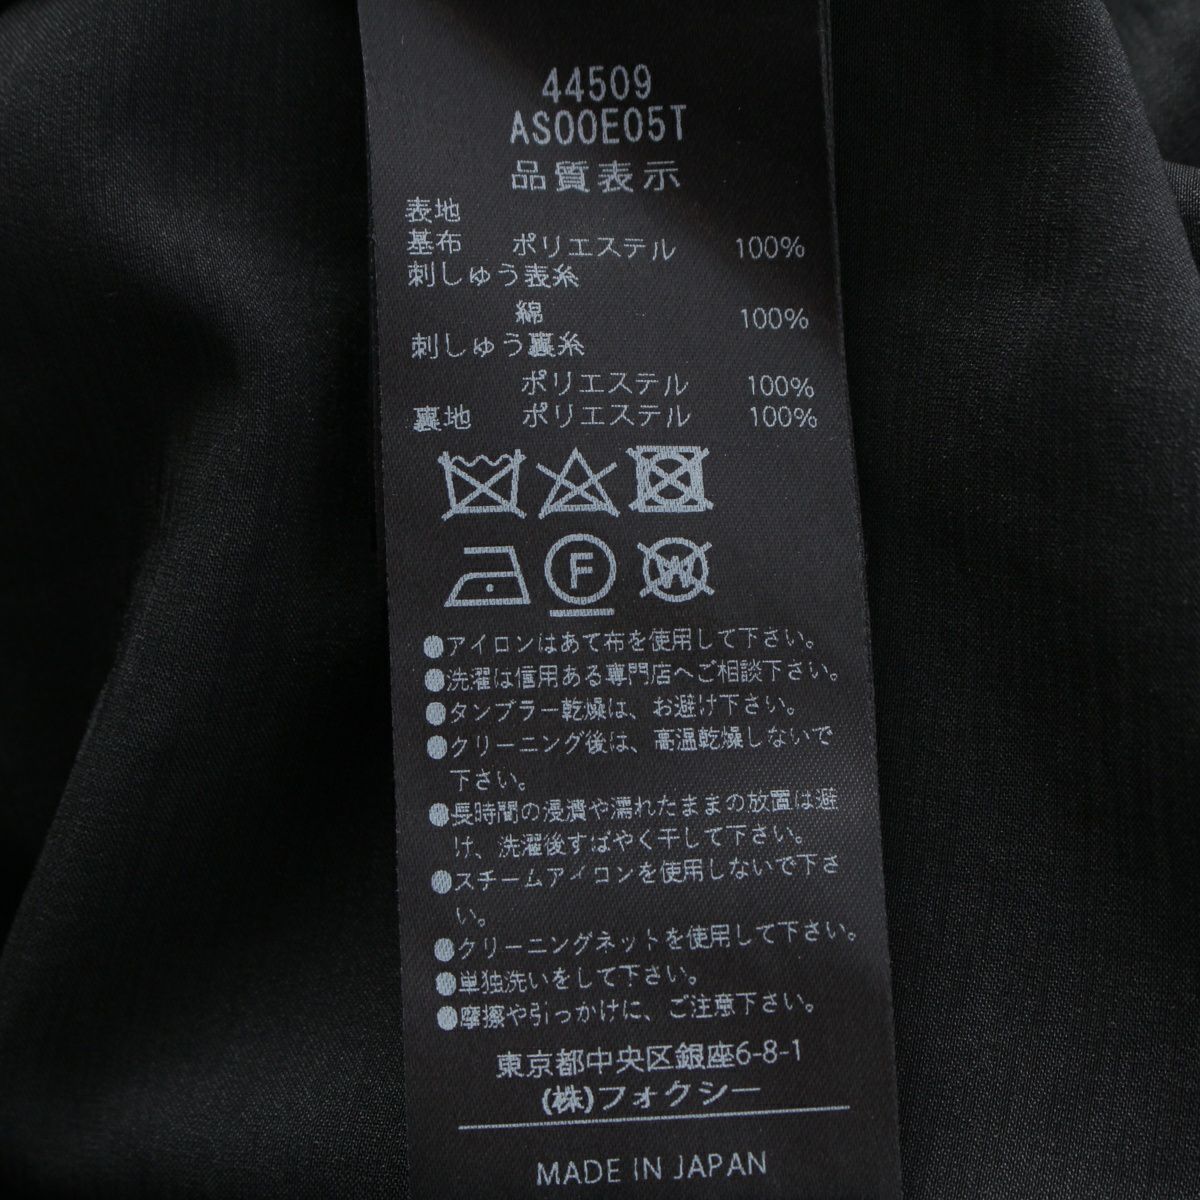 44509
AS00E05T
品質表示
表地
基布 ポリエステル 100%
刺しゅう表糸
綿 100%
刺しゅう裏糸
ポリエステル 100%
裏地 ポリエステル 100%
F W
●アイロンはあて布を使用して下さい。
●洗濯は信用ある専門店へご相談下さい。
●タンブラー乾燥は、お避け下さい。
●クリーニング後は、高温乾燥しないで
下さい。
●長時間の浸漬や濡れたままの放置は避
け、洗濯後すばやく干して下さい。
●スチームアイロンを使用しないで下さ
い。
●クリーニングネットを使用して下さい。
●単独洗いをして下さい。
●摩擦や引っかけに、ご注意下さい。
東京都中央区銀座6-8-1
(株)フォクシー
MADE IN JAPAN